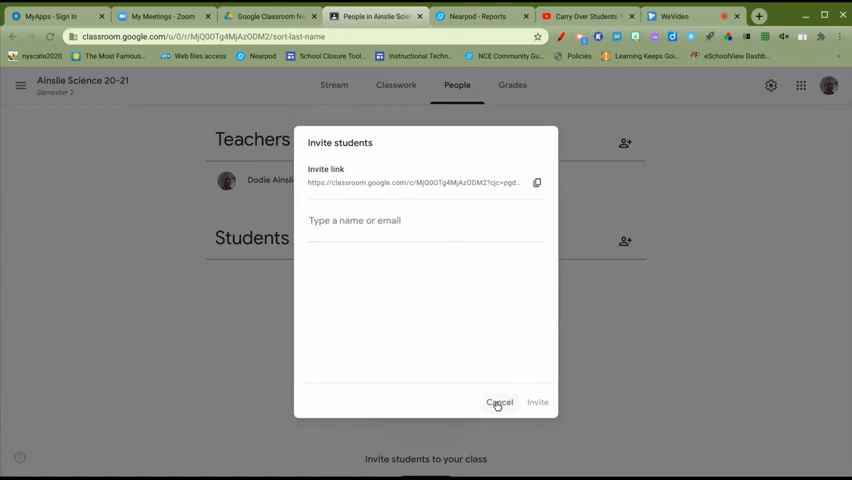 MyApps - Sign In
My Meetings - Zoom
Google Classroom Ne
People in Ainslie Scien
Nearpod - Reports
Carry Over Students T
WeVideo
classroom.google.com/u/0/r/MjQ0OTg4MjAzODM2/sort-last-name
nyscate2020
The Most Famous...
Web files access
Nearpod
School Closure Tool...
Instructional Techn...
NCE Community Gu...
Policies
Learning Keeps Goi...
eSchoolView Dashb...
Ainslie Science 20-21
Semester 2
Stream
Classwork
People
Grades
Teachers
Dodie Ainsli
Students
Invite students
Invite link
https://classroom.google.com/c/MjQ0OTg4MjAzODM2?cjc=pgd...
Type a name or email
Cancel
Invite
Invite students to your class